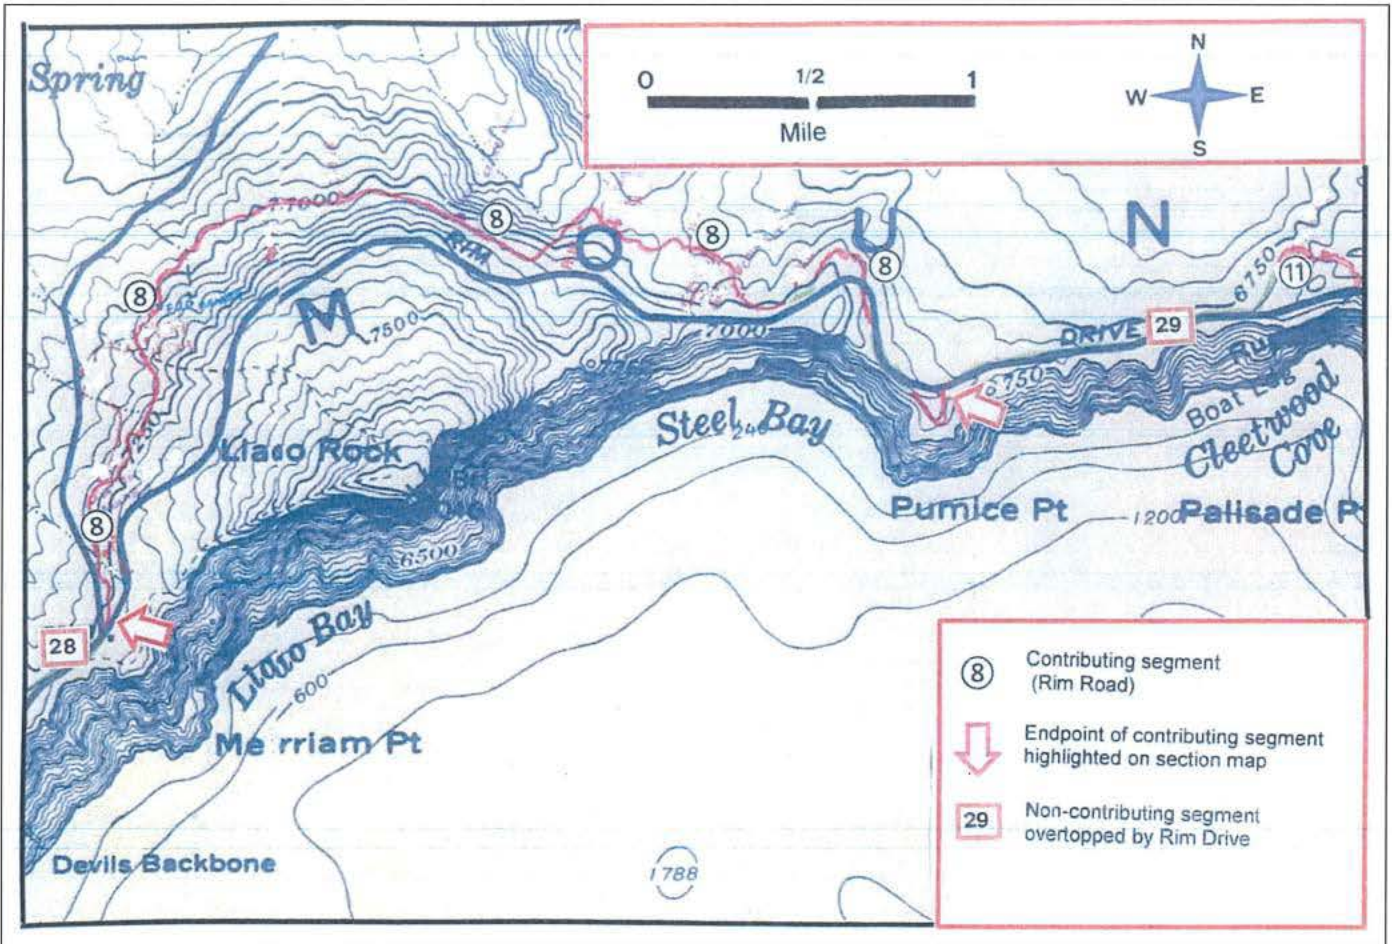 Spring
0 1/2 1
Mile
N
W E
S
7000
8
8
8
RIM
O
U
N
8
8
11
6750
M
7500
7000
DRIVE
29
6750
Boat Ldg
Cleetwood
Cove
Steel Bay
Llao Rock
7250
Pumice Pt
1200
Palisade P
8
6500
28
Llao Bay
600
Merriam Pt
Devils Backbone
1788
8 Contributing segment
(Rim Road)
Endpoint of contributing segment
highlighted on section map
29 Non-contributing segment
overtopped by Rim Drive